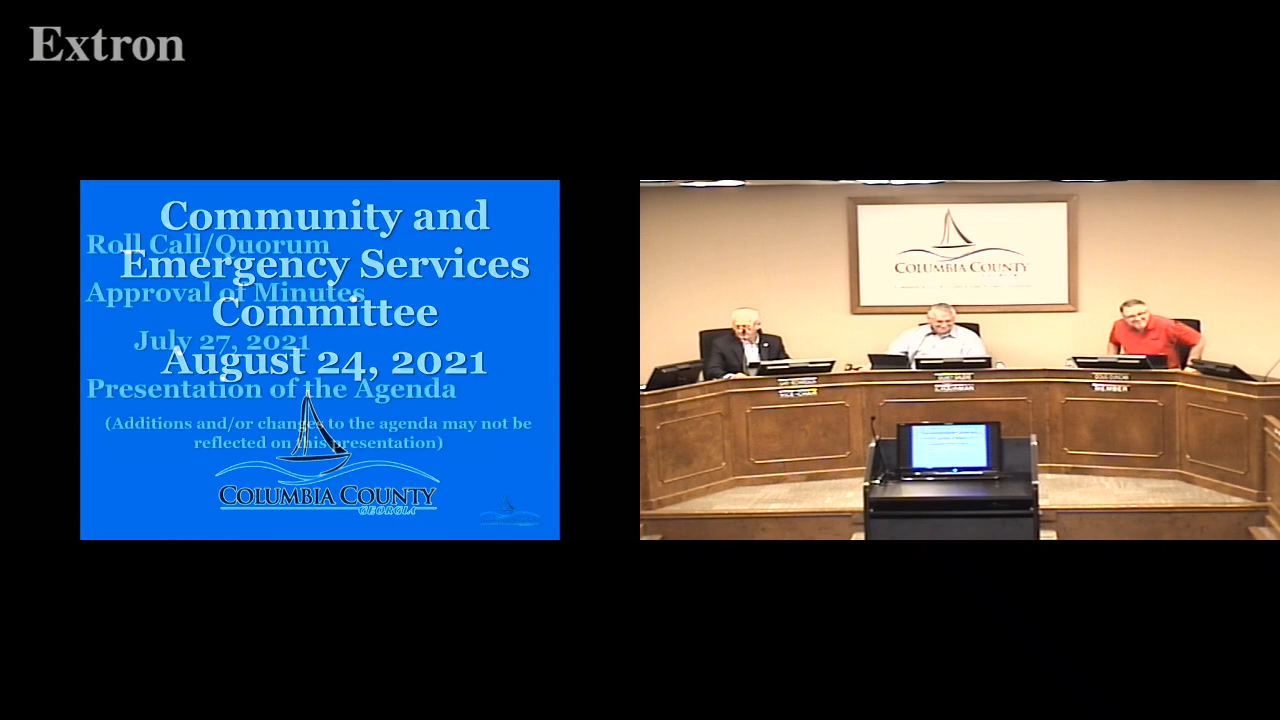 Extron
Community and
Emergency Services
Committee
August 24, 2021
Roll Call/Quorum
Approval of Minutes
July 27, 2021
Presentation of the Agenda
(Additions and/or changes to the agenda may not be
reflected on this presentation)
COLUMBIA COUNTY
GEORGIA
COLUMBIA COUNTY
MEMBER